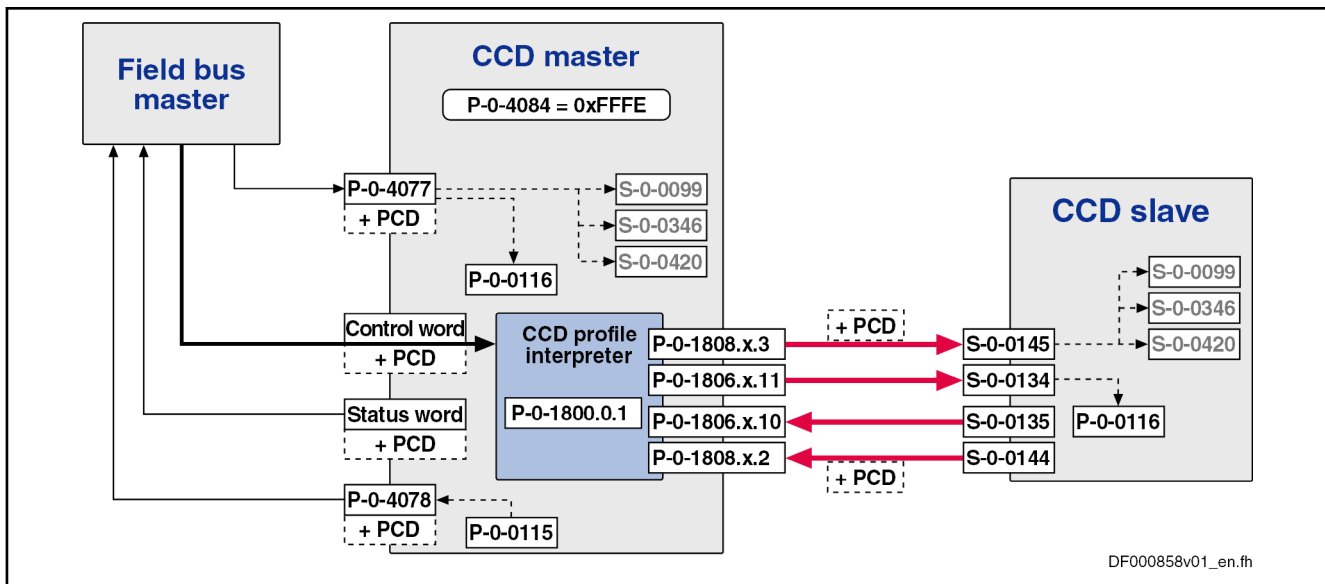 Field bus
master
CCD master
P-0-4084 = 0xFFFE
P-0-4077
+ PCD
S-0-0099
S-0-0346
S-0-0420
P-0-0116
Control word
+ PCD
Status word
+ PCD
P-0-4078
+ PCD
P-0-0115
CCD profile
interpreter
P-0-1800.0.1
P-0-1808.x.3
P-0-1806.x.11
P-0-1806.x.10
P-0-1808.x.2
+ PCD
+ PCD
CCD slave
S-0-0145
S-0-0134
S-0-0135
S-0-0144
S-0-0099
S-0-0346
S-0-0420
P-0-0116
DF000858v01_en.fh